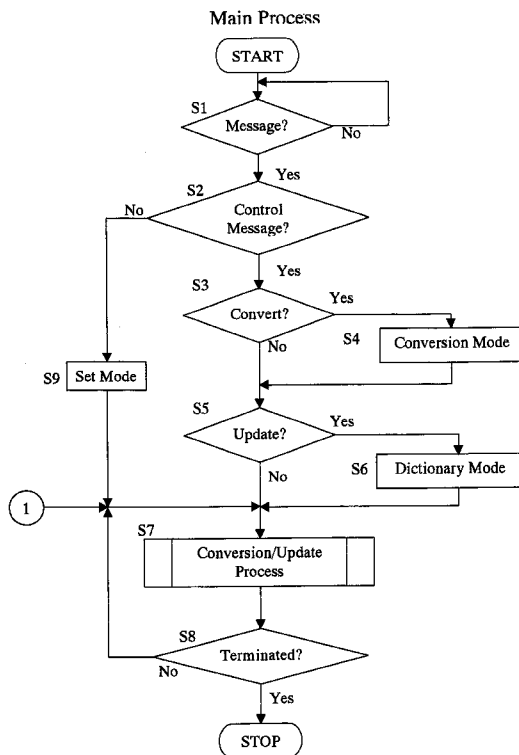 Main Process
START
S1
Message?
No
Yes
S2
No
Control
Message?
Yes
S3
Convert?
Yes
No
S4
Conversion Mode
S9
Set Mode
S5
Update?
Yes
No
S6
Dictionary Mode
1
S7
Conversion/Update
Process
S8
Terminated?
No
Yes
STOP